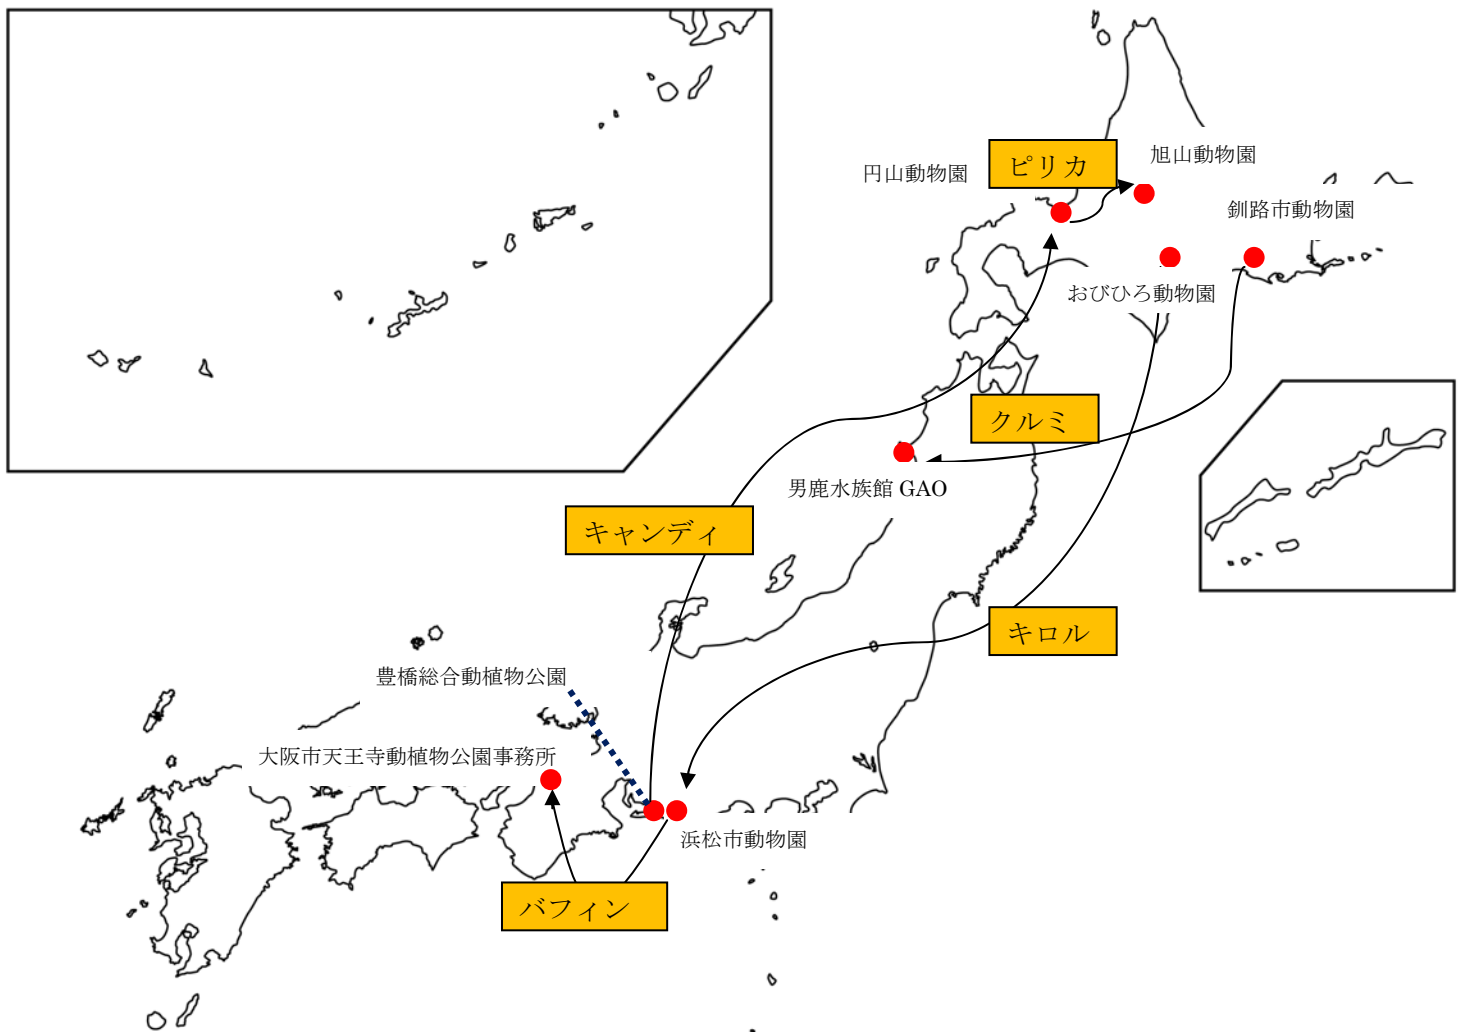 旭山動物園
ピリカ
円山動物園
釧路市動物園
おびひろ動物園
クルミ
男鹿水族館 GAO
キャンディ
キロル
豊橋総合動植物公園
大阪市天王寺動植物公園事務所
浜松市動物園
バフィン